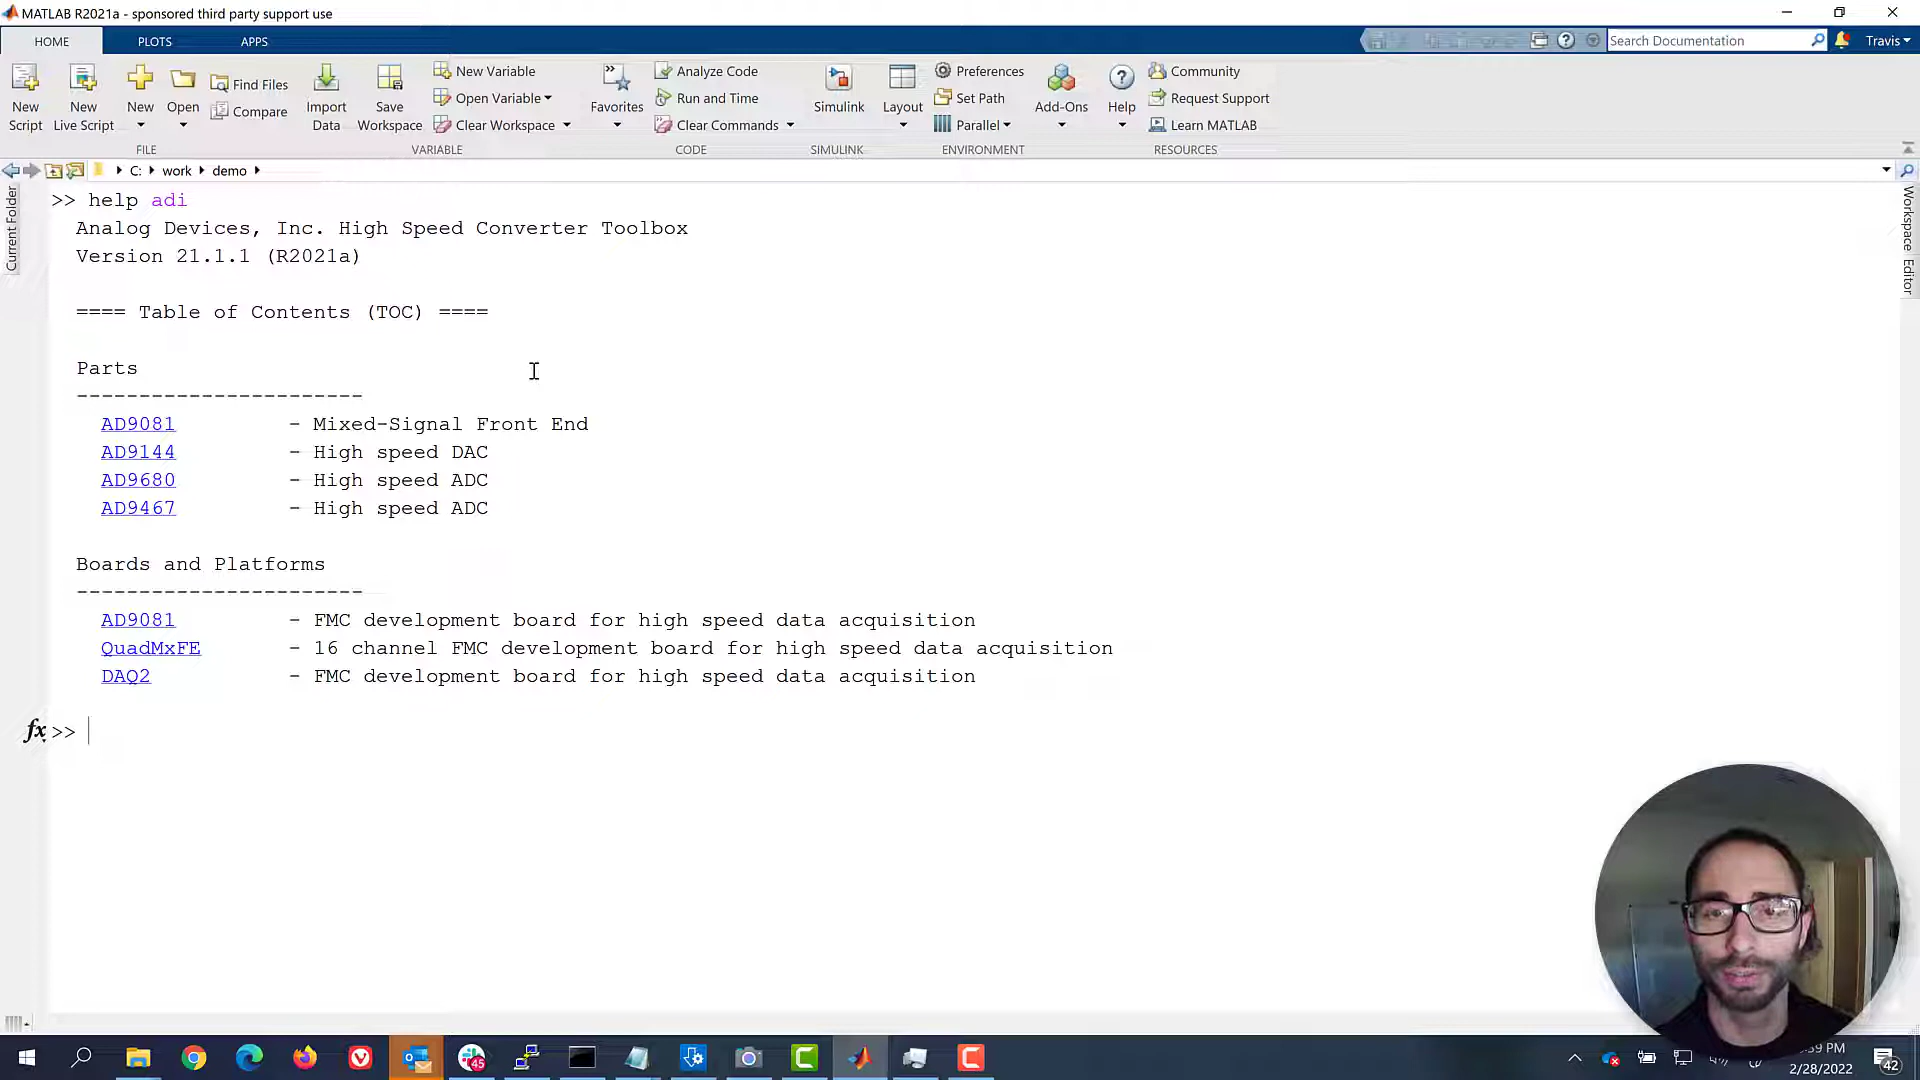 MATLAB R2021a - sponsored third party support use
HOME PLOTS APPS
Search Documentation Travis
New Script
New Live Script
New
Open
Find Files
Compare
Import Data
Save Workspace
New Variable
Open Variable
Clear Workspace
Favorites
Analyze Code
Run and Time
Clear Commands
Simulink
Layout
Preferences
Set Path
Parallel
Add-Ons
Help
Community
Request Support
Learn MATLAB
FILE VARIABLE CODE SIMULINK ENVIRONMENT RESOURCES
C: work demo
Current Folder
Workspace
Editor
>> help adi
Analog Devices, Inc. High Speed Converter Toolbox
Version 21.1.1 (R2021a)
==== Table of Contents (TOC) ====
Parts
-----------------------
AD9081 - Mixed-Signal Front End
AD9144 - High speed DAC
AD9680 - High speed ADC
AD9467 - High speed ADC
Boards and Platforms
-----------------------
AD9081 - FMC development board for high speed data acquisition
QuadMxFE - 16 channel FMC development board for high speed data acquisition
DAQ2 - FMC development board for high speed data acquisition
fx >>
45
PM
2/28/2022
42